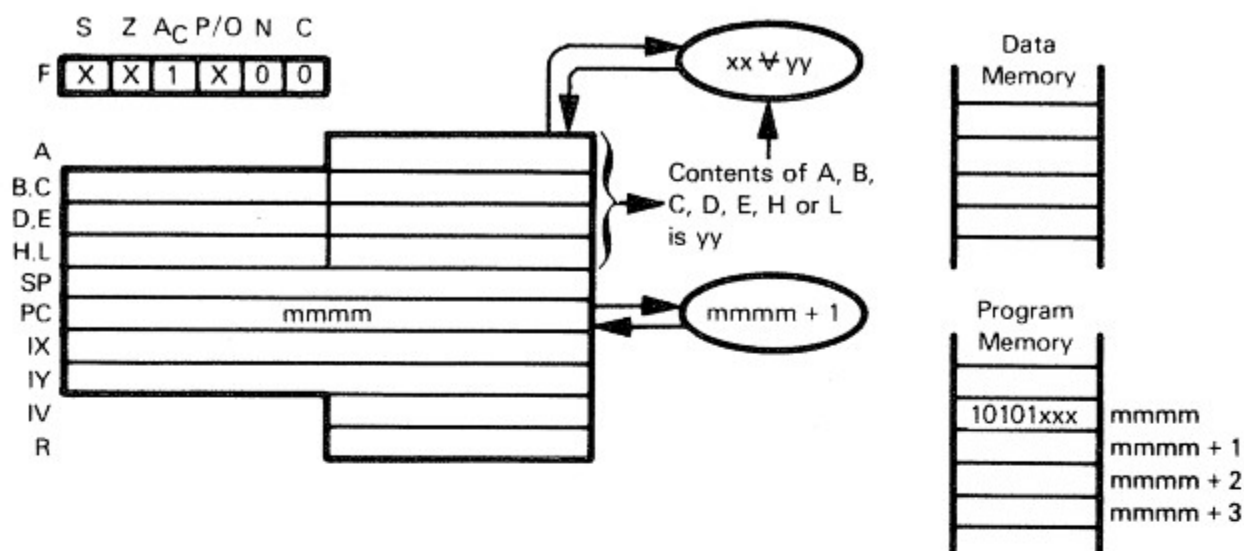 S Z AC P/O N C
F X X 1 X 0 0
xx ⊻ yy
Data
Memory
A
B,C
D,E
H,L
SP
PC mmmm
IX
IY
IV
R
Contents of A, B,
C, D, E, H or L
is yy
mmmm + 1
Program
Memory
10101xxx mmmm
mmmm + 1
mmmm + 2
mmmm + 3